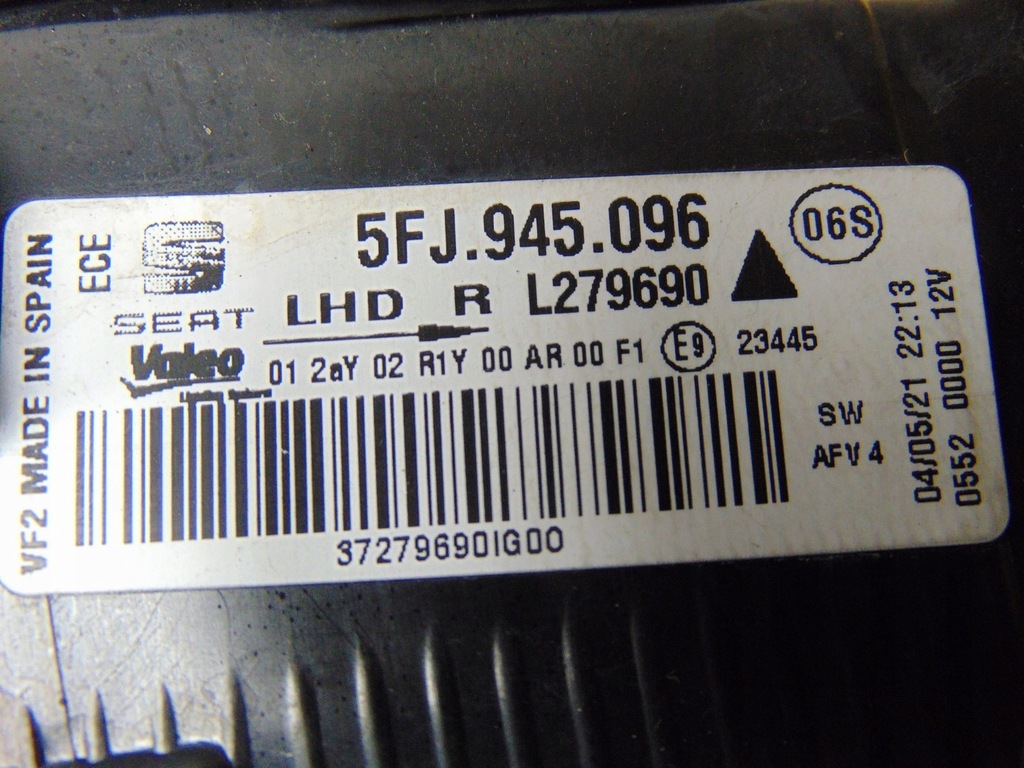 VF2 MADE IN SPAIN
ECE
SEAT
5FJ.945.096
06S
LHD R L279690
Valeo
01 2aY 02 R1Y 00 AR 00 F1 E9 23445
SW
AFV 4
37279690IG00
04/05/21 22:13
0552 0000 12V